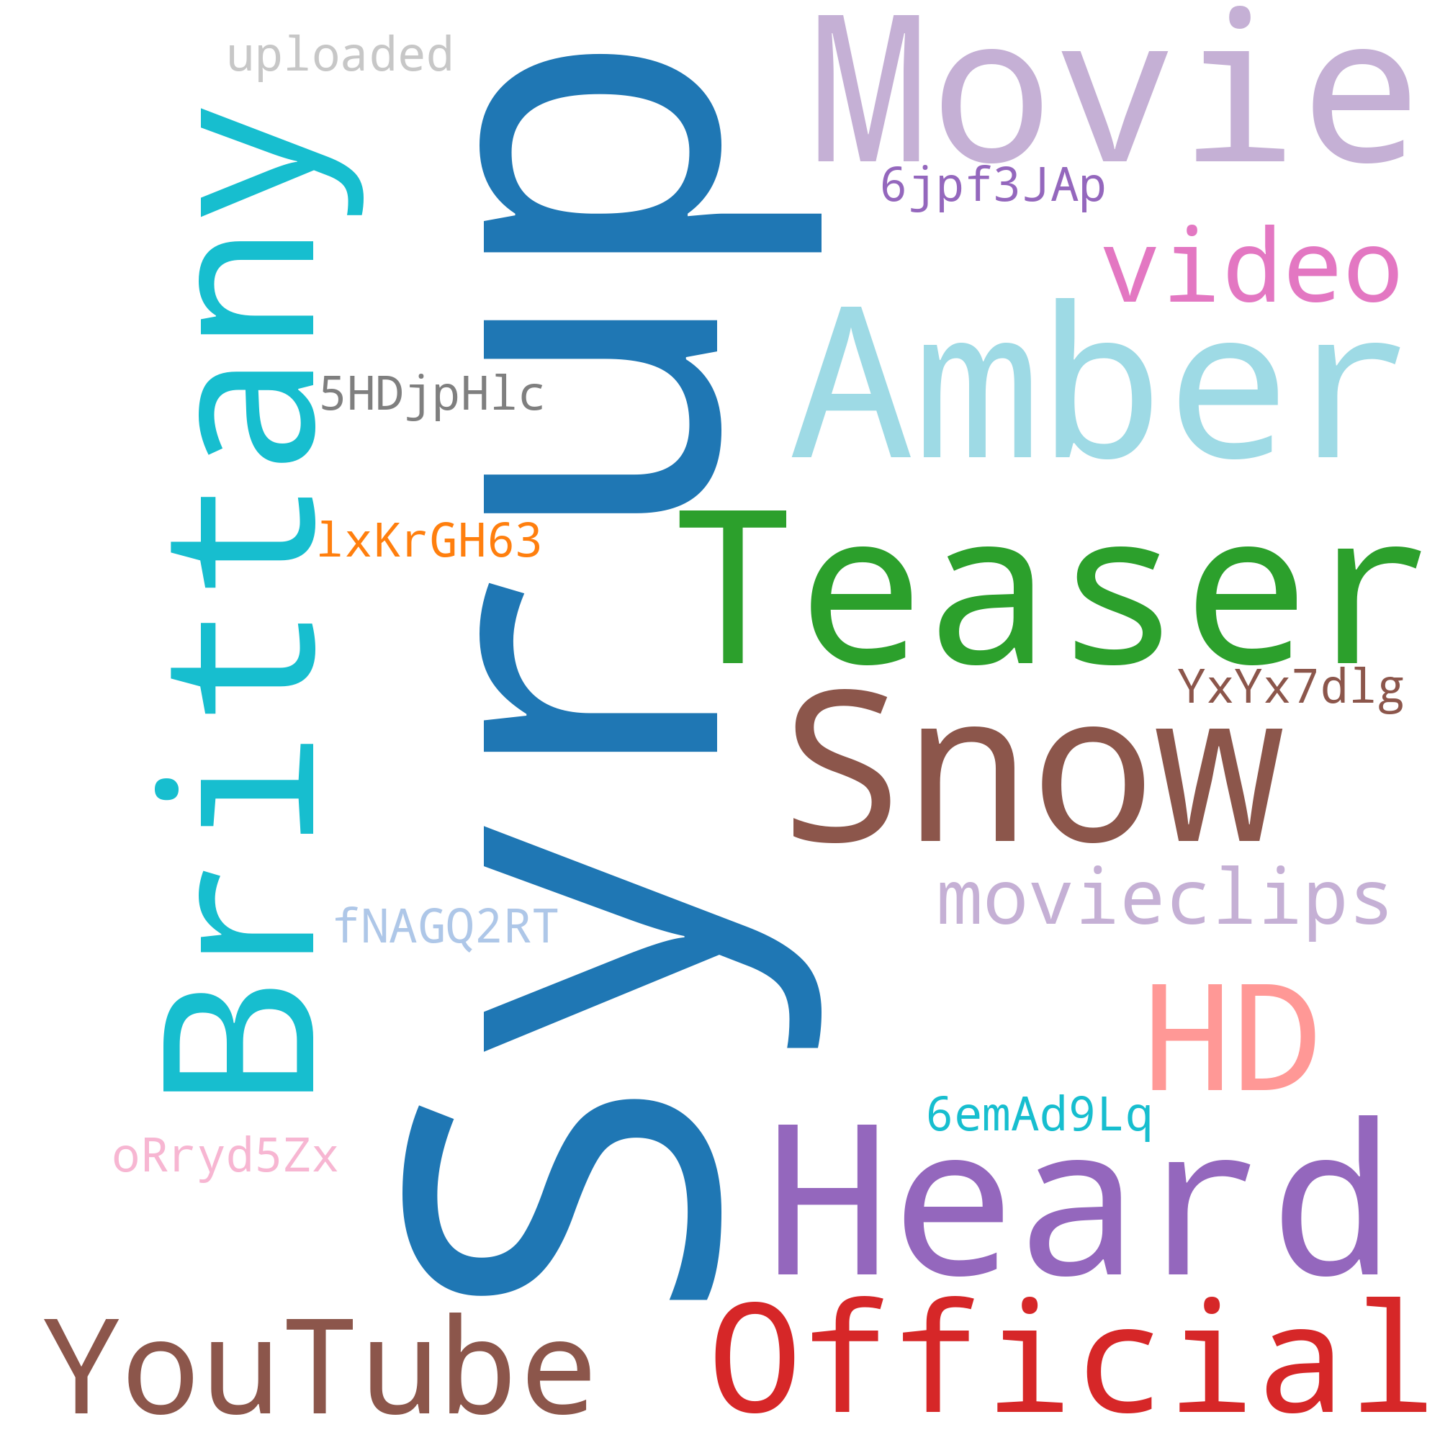 uploaded
Movie
6jpf3JAp
Brittany
Syrup
video
Amber
5HDjpHlc
Teaser
lxKrGH63
YxYx7dlg
Snow
movieclips
fNAGQ2RT
HD
6emAd9Lq
Heard
oRryd5Zx
Official
YouTube